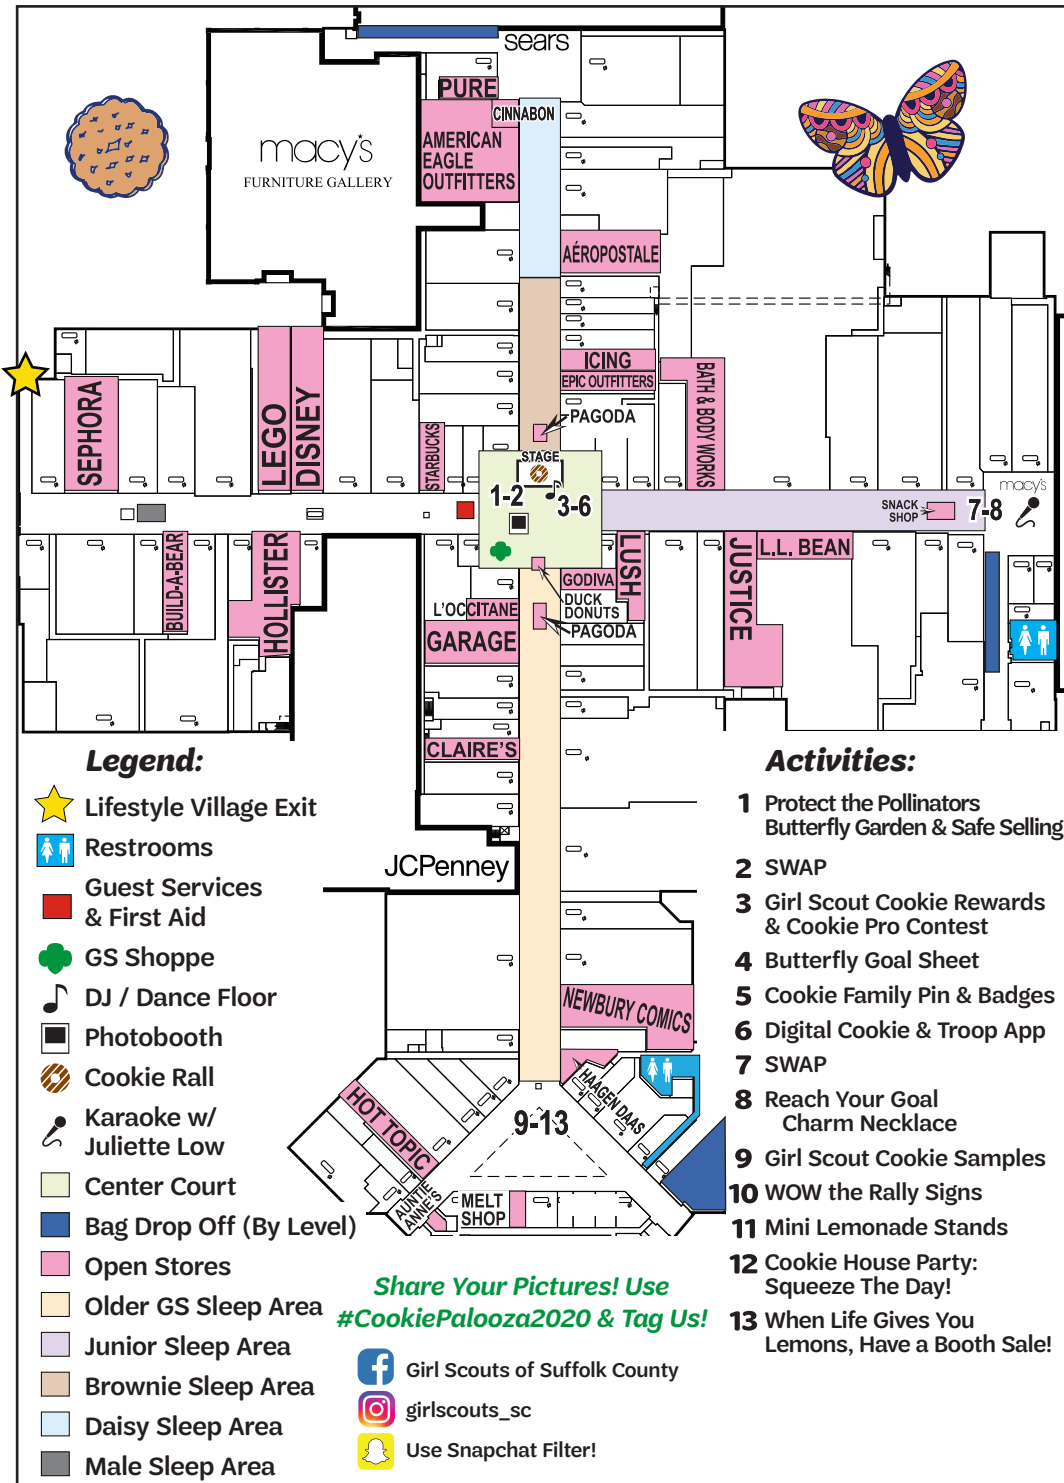 sears
PURE
CINNABON
AMERICAN
EAGLE
OUTFITTERS
macy's
FURNITURE GALLERY
AÉROPOSTALE
ICING
EPIC OUTFITTERS
BATH & BODY WORKS
PAGODA
SEPHORA
LEGO
DISNEY
STARBUCKS
STAGE
1-2
3-6
SNACK
SHOP
7-8
macy's
BUILD-A-BEAR
HOLLISTER
LUSH
JUSTICE
L.L. BEAN
GODIVA
L'OCCITANE
DUCK
DONUTS
PAGODA
GARAGE
CLAIRE'S
JCPenney
NEWBURY COMICS
HAAGEN DAAS
HOT TOPIC
9-13
AUNTIE
ANNE'S
MELT
SHOP
Legend:
Lifestyle Village Exit
Restrooms
Guest Services
& First Aid
GS Shoppe
DJ / Dance Floor
Photobooth
Cookie Rall
Karaoke w/
Juliette Low
Center Court
Bag Drop Off (By Level)
Open Stores
Older GS Sleep Area
Junior Sleep Area
Brownie Sleep Area
Daisy Sleep Area
Male Sleep Area
Activities:
1 Protect the Pollinators
Butterfly Garden & Safe Selling
2 SWAP
3 Girl Scout Cookie Rewards
& Cookie Pro Contest
4 Butterfly Goal Sheet
5 Cookie Family Pin & Badges
6 Digital Cookie & Troop App
7 SWAP
8 Reach Your Goal
Charm Necklace
9 Girl Scout Cookie Samples
10 WOW the Rally Signs
11 Mini Lemonade Stands
12 Cookie House Party:
Squeeze The Day!
13 When Life Gives You
Lemons, Have a Booth Sale!
Share Your Pictures! Use
#CookiePalooza2020 & Tag Us!
Girl Scouts of Suffolk County
girlscouts_sc
Use Snapchat Filter!